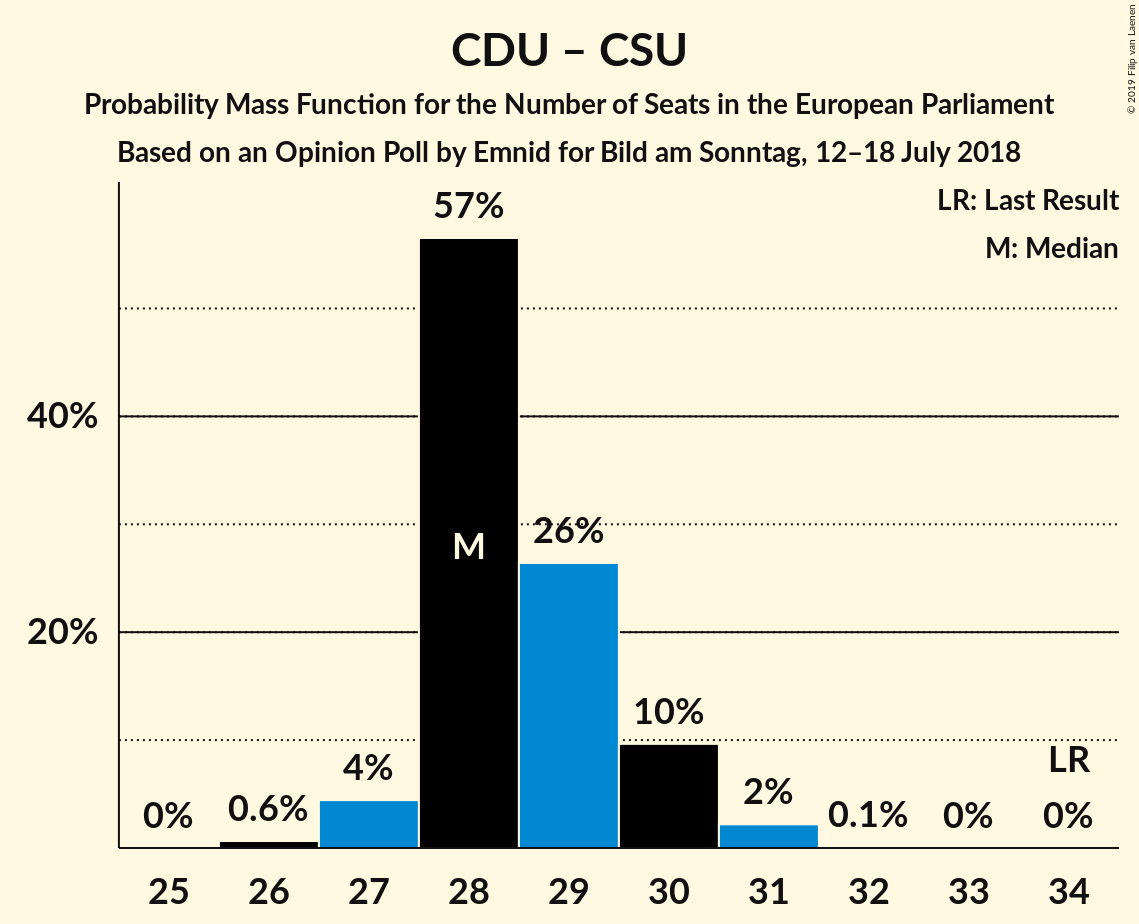 CDU – CSU
Probability Mass Function for the Number of Seats in the European Parliament
Based on an Opinion Poll by Emnid for Bild am Sonntag, 12–18 July 2018
© 2019 Filip van Laenen
LR: Last Result
M: Median
57%
40%
26%
M
20%
10%
4%
LR
2%
0% 0.6% 0.1% 0% 0%
25 26 27 28 29 30 31 32 33 34